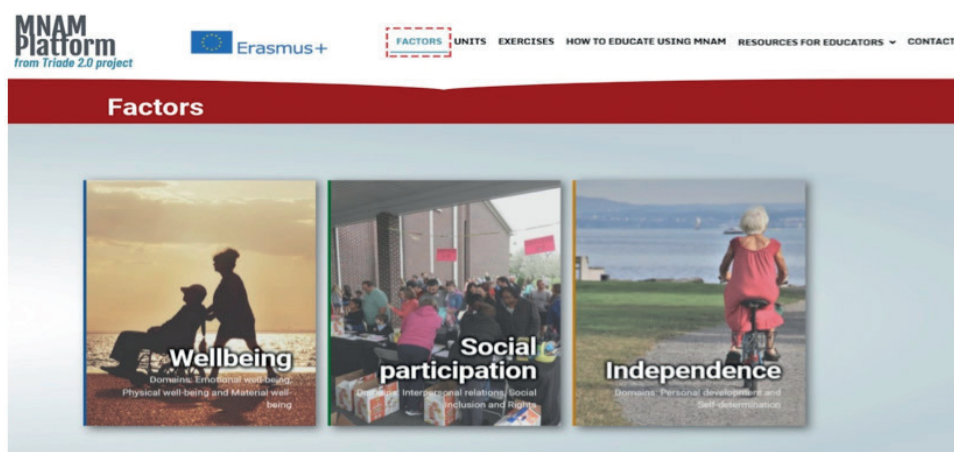 MNAM
Platform
from Triade 2.0 project
Erasmus+
FACTORS UNITS EXERCISES HOW TO EDUCATE USING MNAM RESOURCES FOR EDUCATORS CONTACT
Factors
Wellbeing
Domains: Emotional well-being,
Physical well-being and Material well-
being
Social
participation
Domains: Interpersonal relations, Social
Inclusion and Rights
Independence
Domains: Personal development and
Self-determination